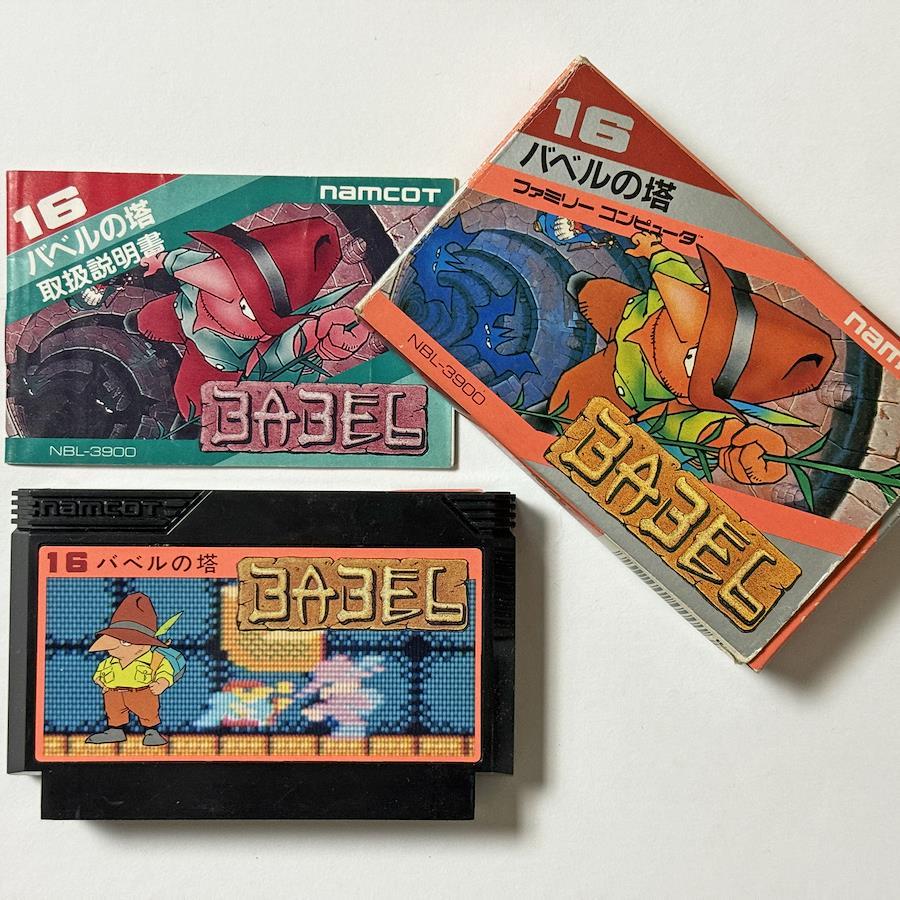 16
バベルの塔
取扱説明書
namcot
BABEL
NBL-3900
16
バベルの塔
ファミリー コンピュータ
NBL-3900
BABEL
namcot
16 バベルの塔
BABEL